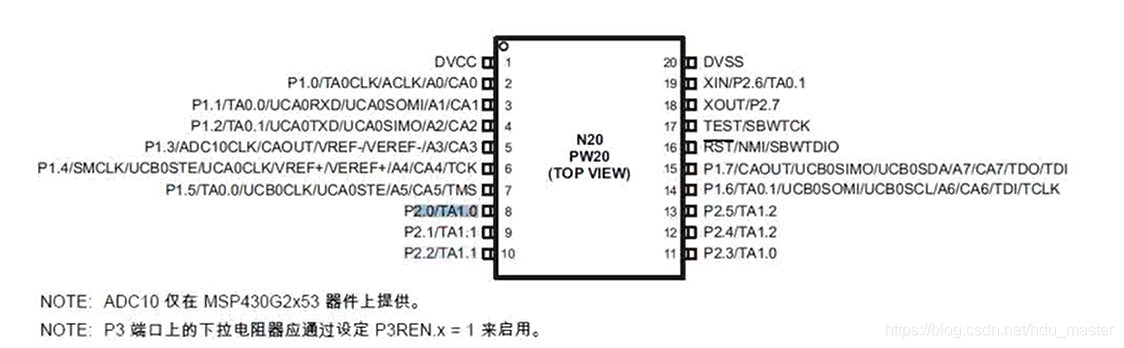 DVCC 1 20 DVSS
P1.0/TA0CLK/ACLK/A0/CA0 2 19 XIN/P2.6/TA0.1
P1.1/TA0.0/UCA0RXD/UCA0SOMI/A1/CA1 3 18 XOUT/P2.7
P1.2/TA0.1/UCA0TXD/UCA0SIMO/A2/CA2 4 17 TEST/SBWTCK
P1.3/ADC10CLK/CAOUT/VREF-/VEREF-/A3/CA3 5 16 RST/NMI/SBWTDIO
P1.4/SMCLK/UCB0STE/UCA0CLK/VREF+/VEREF+/A4/CA4/TCK 6 15 P1.7/CAOUT/UCB0SIMO/UCB0SDA/A7/CA7/TDO/TDI
P1.5/TA0.0/UCB0CLK/UCA0STE/A5/CA5/TMS 7 14 P1.6/TA0.1/UCB0SOMI/UCB0SCL/A6/CA6/TDI/TCLK
P2.0/TA1.0 8 13 P2.5/TA1.2
P2.1/TA1.1 9 12 P2.4/TA1.2
P2.2/TA1.1 10 11 P2.3/TA1.0
N20
PW20
(TOP VIEW)
NOTE: ADC10 仅在 MSP430G2x53 器件上提供。
NOTE: P3 端口上的下拉电阻器应通过设定 P3REN.x = 1 来启用。
https://blog.csdn.net/hdu_master